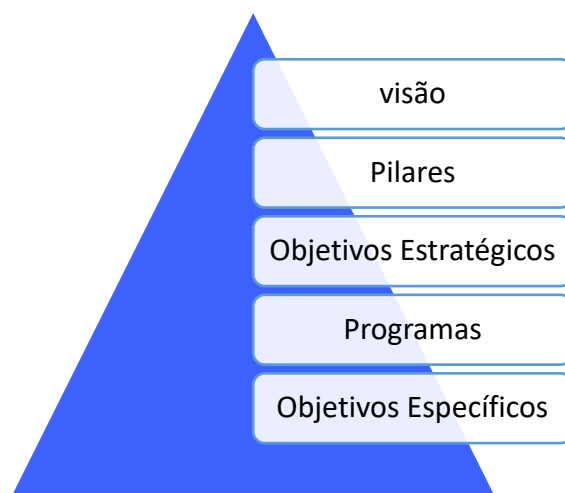 visão
Pilares
Objetivos Estratégicos
Programas
Objetivos Específicos